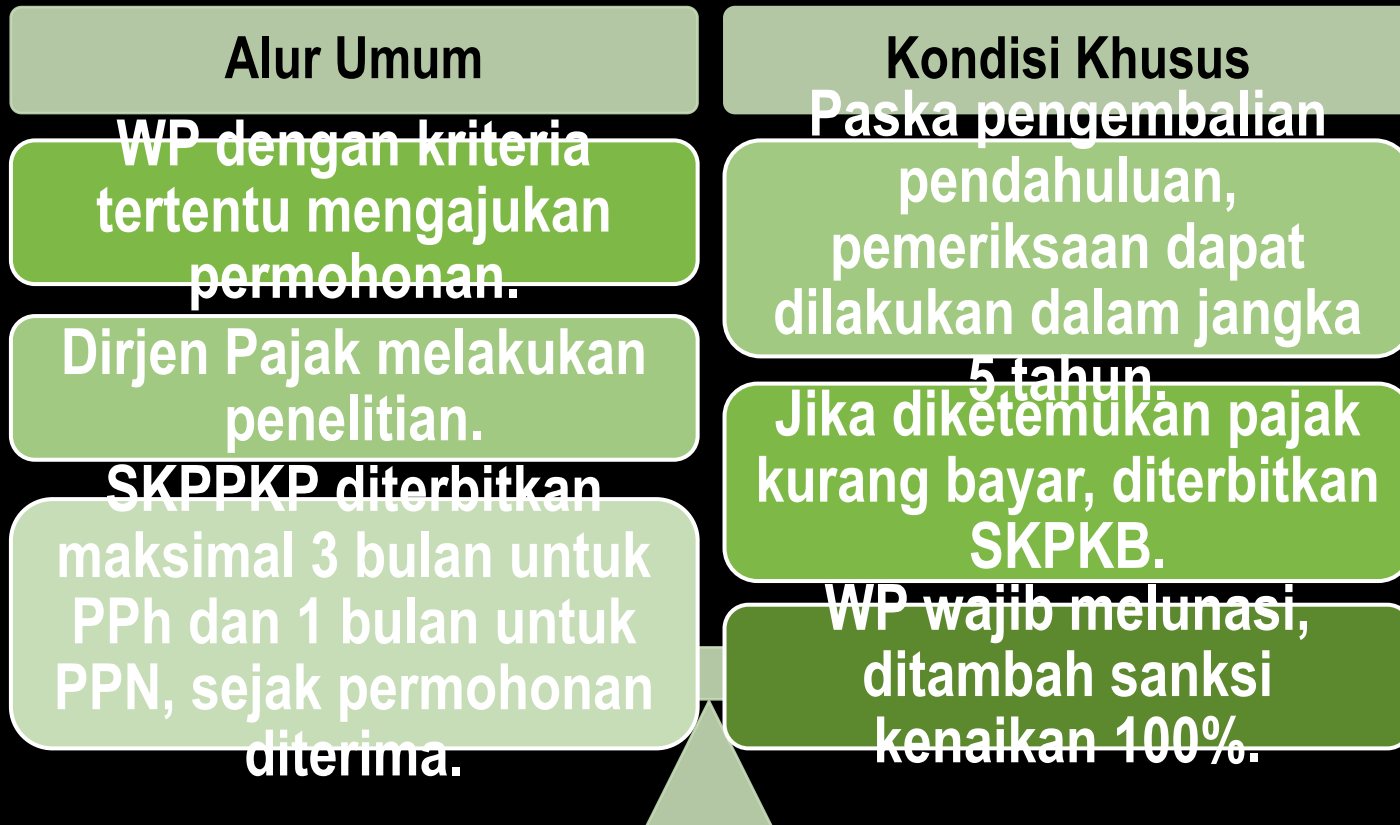 Alur Umum
WP dengan kriteria
tertentu mengajukan
permohonan.
Dirjen Pajak melakukan
penelitian.
SKPPKP diterbitkan
maksimal 3 bulan untuk
PPh dan 1 bulan untuk
PPN, sejak permohonan
diterima.
Kondisi Khusus
Paska pengembalian
pendahuluan,
pemeriksaan dapat
dilakukan dalam jangka
5 tahun.
Jika diketemukan pajak
kurang bayar, diterbitkan
SKPKB.
WP wajib melunasi,
ditambah sanksi
kenaikan 100%.